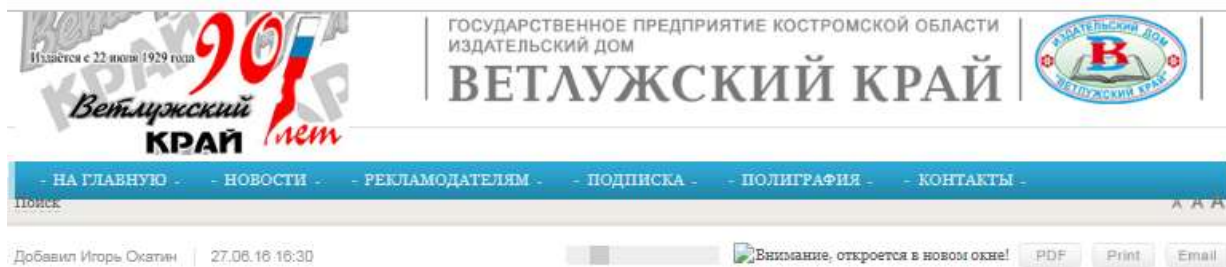 Издаётся с 22 июня 1929 года
90 лет
Ветлужский
КРАЙ
ГОСУДАРСТВЕННОЕ ПРЕДПРИЯТИЕ КОСТРОМСКОЙ ОБЛАСТИ
ИЗДАТЕЛЬСКИЙ ДОМ
ВЕТЛУЖСКИЙ КРАЙ
ИЗДАТЕЛЬСКИЙ ДОМ
В
"ВЕТЛУЖСКИЙ КРАЙ"
- НА ГЛАВНУЮ - - НОВОСТИ - - РЕКЛАМОДАТЕЛЯМ - - ПОДПИСКА - - ПОЛИГРАФИЯ - - КОНТАКТЫ -
Поиск A A A
Добавил Игорь Окатин | 27.06.16 16:30 Внимание, откроется в новом окне! PDF Print Email